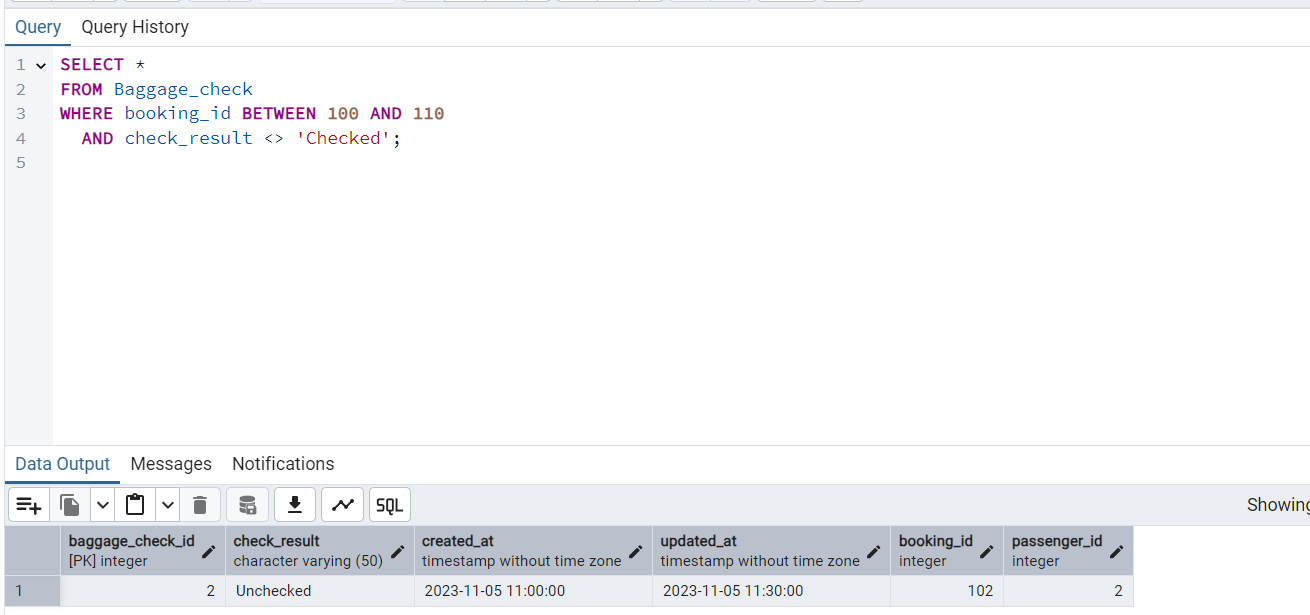 Query Query History
1 SELECT *
2 FROM Baggage_check
3 WHERE booking_id BETWEEN 100 AND 110
4 AND check_result <> 'Checked';
5
Data Output Messages Notifications
SQL
baggage_check_id check_result created_at updated_at booking_id passenger_id
[PK] integer character varying (50) timestamp without time zone timestamp without time zone integer integer
1 2 Unchecked 2023-11-05 11:00:00 2023-11-05 11:30:00 102 2